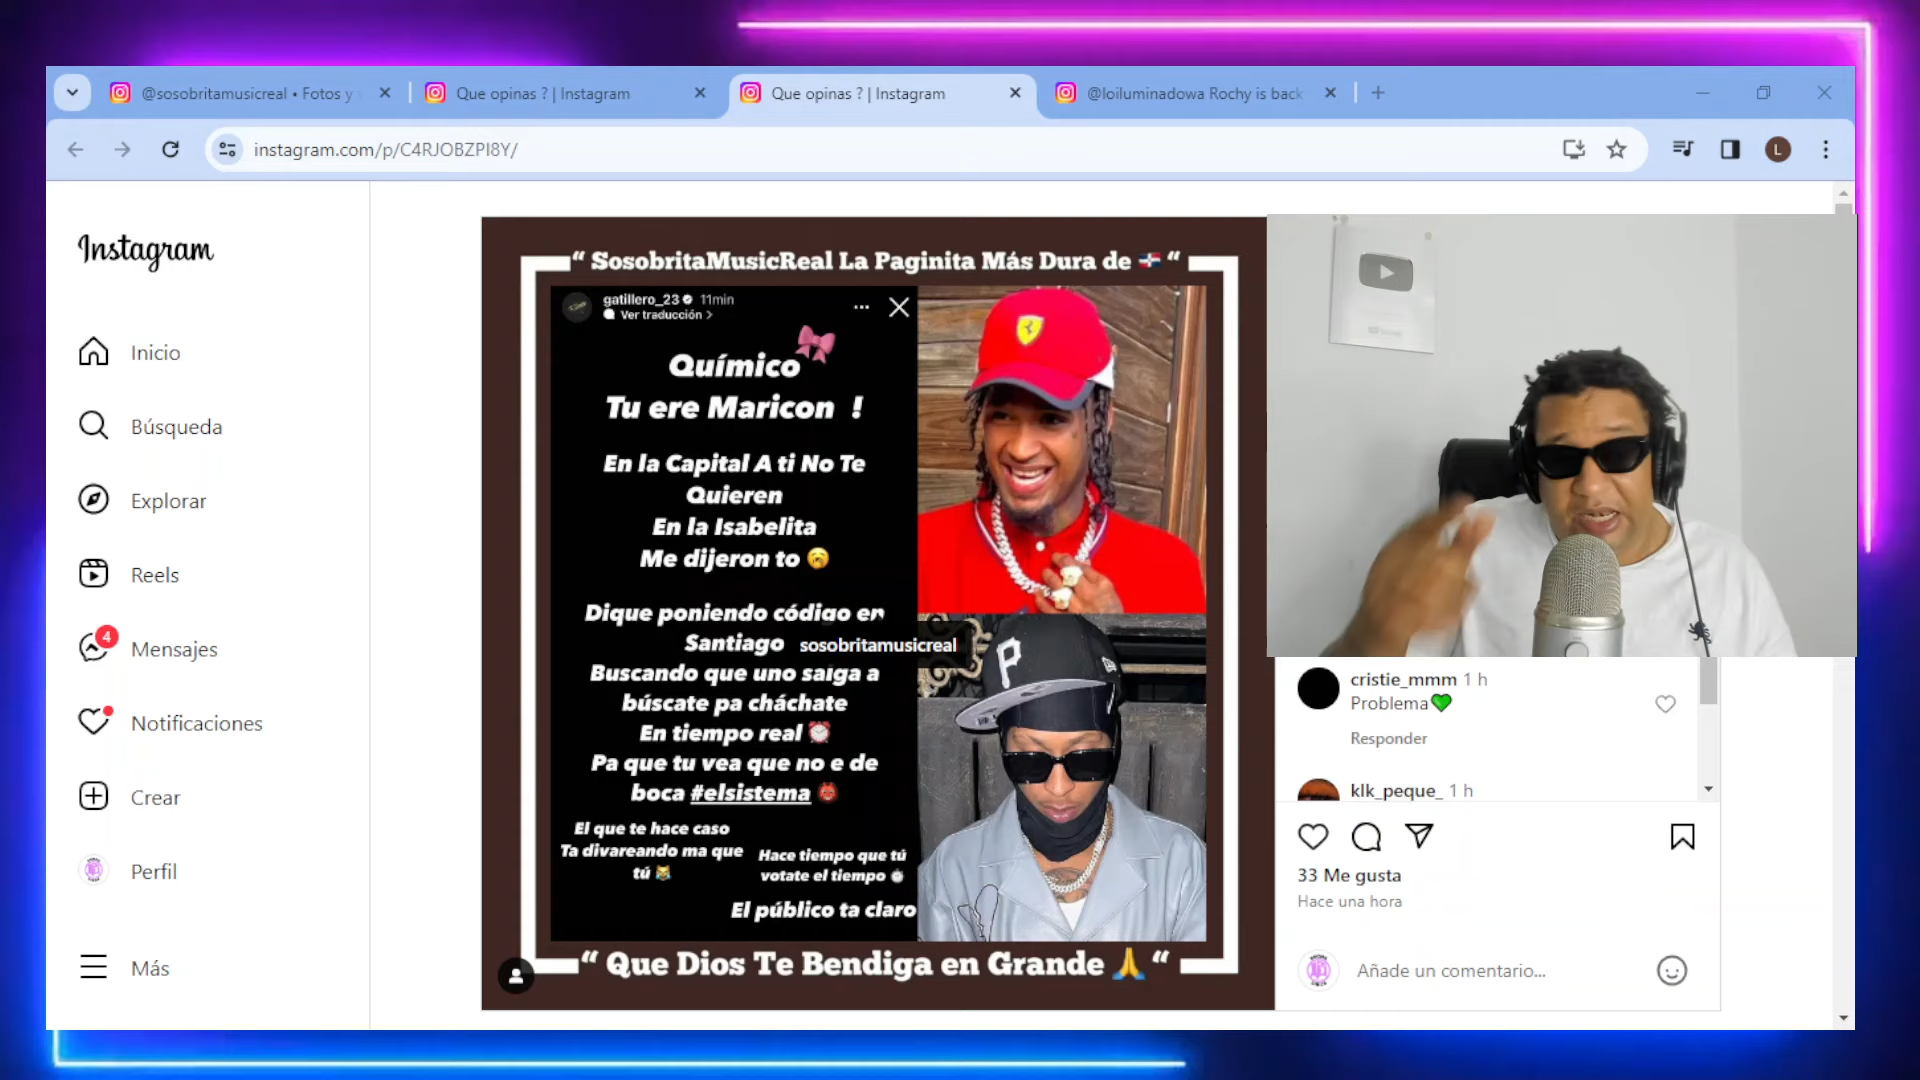 @sosobritamusicreal • Fotos y
Que opinas ? | Instagram
Que opinas ? | Instagram
@loiluminadowa Rochy is back
instagram.com/p/C4RJOBZPI8Y/
L
Instagram
Inicio
Búsqueda
Explorar
Reels
4
Mensajes
Notificaciones
Crear
Perfil
Más
“ SosobritaMusicReal La Paginita Más Dura de 🇩🇴 “
gatillero_23 11min
Ver traducción >
Químico 🎀
Tu ere Maricon !
En la Capital A ti No Te
Quieren
En la Isabelita
Me dijeron to 😭
Dique poniendo código en
Santiago
sosobritamusicreal
Buscando que uno salga a
búscate pa cháchate
En tiempo real ⏰
Pa que tu vea que no e de
boca #elsistema 👹
El que te hace caso
Ta divareando ma que
tú 😹
Hace tiempo que tú
votate el tiempo ⏱
El público ta claro
“ Que Dios Te Bendiga en Grande 🙏 “
P
cristie_mmm 1 h
Problema💚
Responder
klk_peque_ 1 h
33 Me gusta
Hace una hora
Añade un comentario...